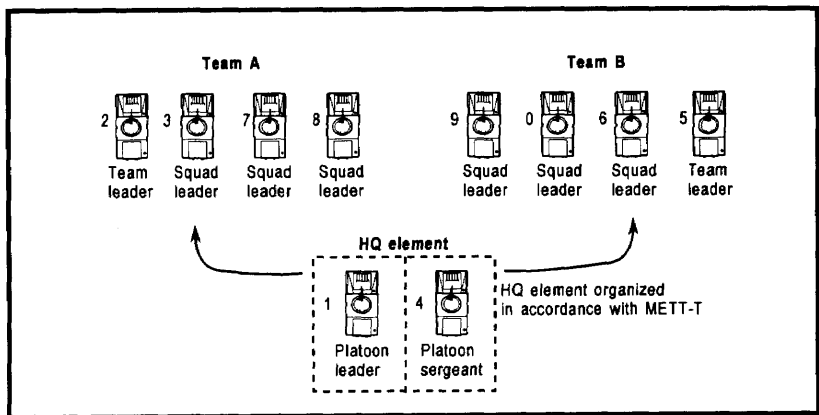 Team A
Team B
2 3 7 8
9 0 6 5
Team leader
Squad leader
Squad leader
Squad leader
Squad leader
Squad leader
Squad leader
Team leader
HQ element
1 4
Platoon leader
Platoon sergeant
HQ element organized
in accordance with METT-T